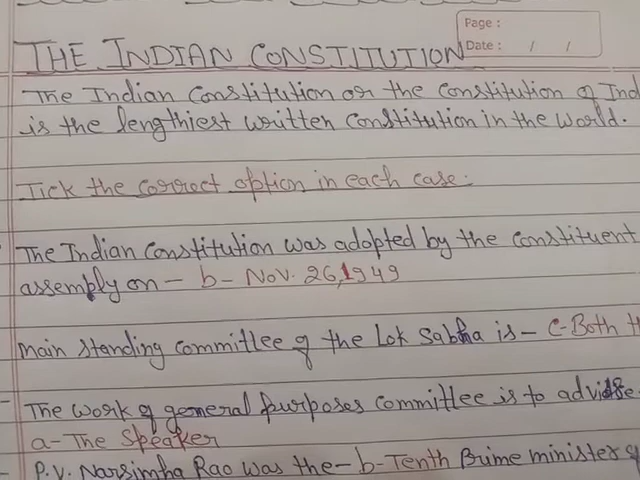 Page :
Date : / /
THE INDIAN CONSTITUTION
The Indian Constitution or the Constitution of Ind
is the lengthiest written Constitution in the World.
Tick the correct option in each case:
The Indian Constitution was adopted by the constituent
assembly on - b - Nov. 26, 1949
main standing committee of the Lok Sabha is - C- Both th
The work of general purposes committee is to advidse
a- The Speaker
P.V. Narsimha Rao was the - b- Tenth Prime minister of